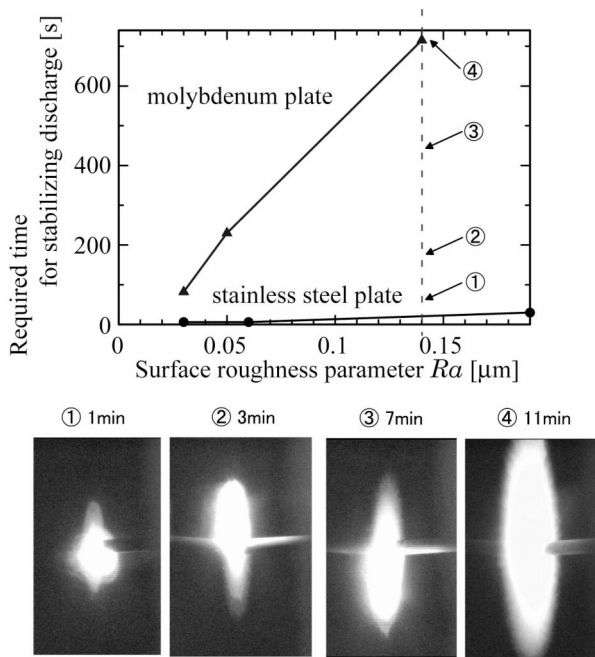 Required time
for stabilizing discharge [s]
600
400
200
0
molybdenum plate
stainless steel plate
④
③
②
①
0 0.05 0.1 0.15
Surface roughness parameter Ra [μm]
① 1min ② 3min ③ 7min ④ 11min